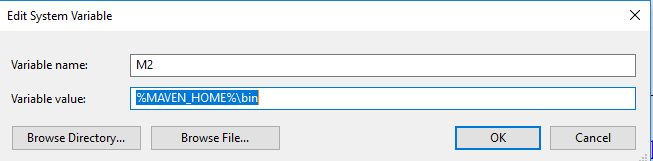 Edit System Variable
Variable name: M2
Variable value: %MAVEN_HOME%\bin
Browse Directory... Browse File... OK Cancel